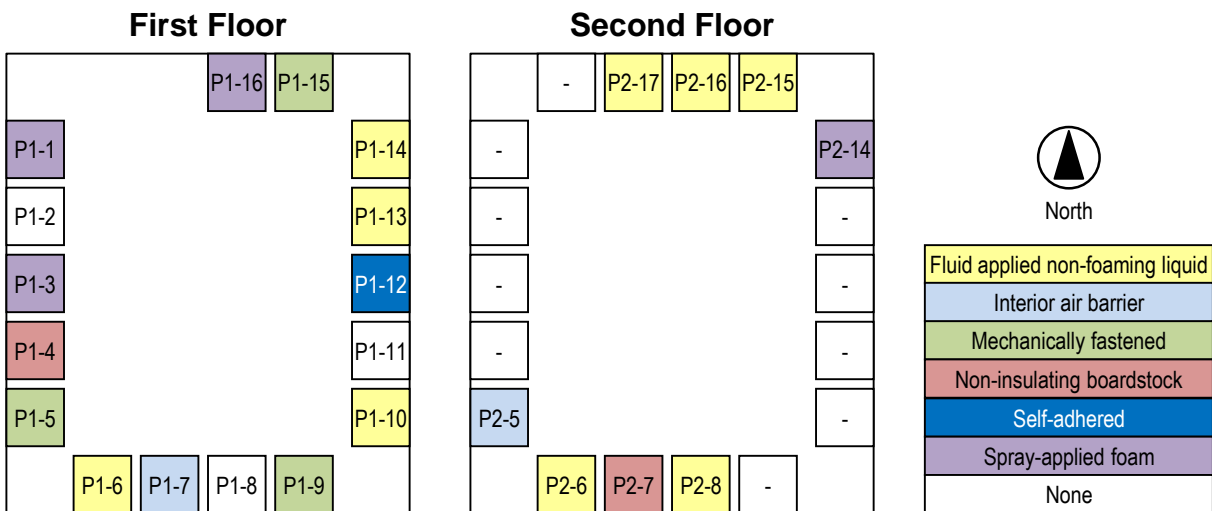 First Floor
Second Floor
P1-16 P1-15
- P2-17 P2-16 P2-15
P1-1 P1-14
- P2-14
P1-2 P1-13
- -
North
P1-3 P1-12
- -
P1-4 P1-11
- -
P1-5 P1-10
P2-5 -
P1-6 P1-7 P1-8 P1-9
P2-6 P2-7 P2-8 -
Fluid applied non-foaming liquid
Interior air barrier
Mechanically fastened
Non-insulating boardstock
Self-adhered
Spray-applied foam
None